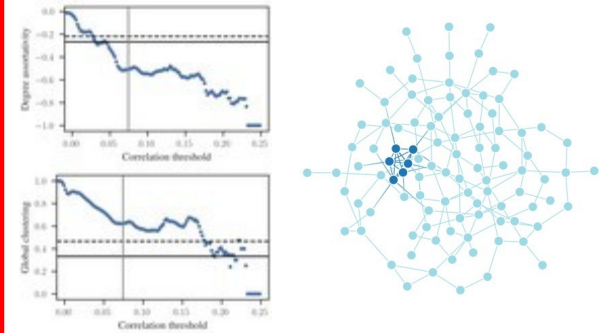 Degree assortativity
0.0
−0.2
−0.4
−0.6
−0.8
−1.0
0.00 0.05 0.10 0.15 0.20 0.25
Correlation threshold
Global clustering
1.0
0.8
0.6
0.4
0.2
0.0
0.00 0.05 0.10 0.15 0.20 0.25
Correlation threshold